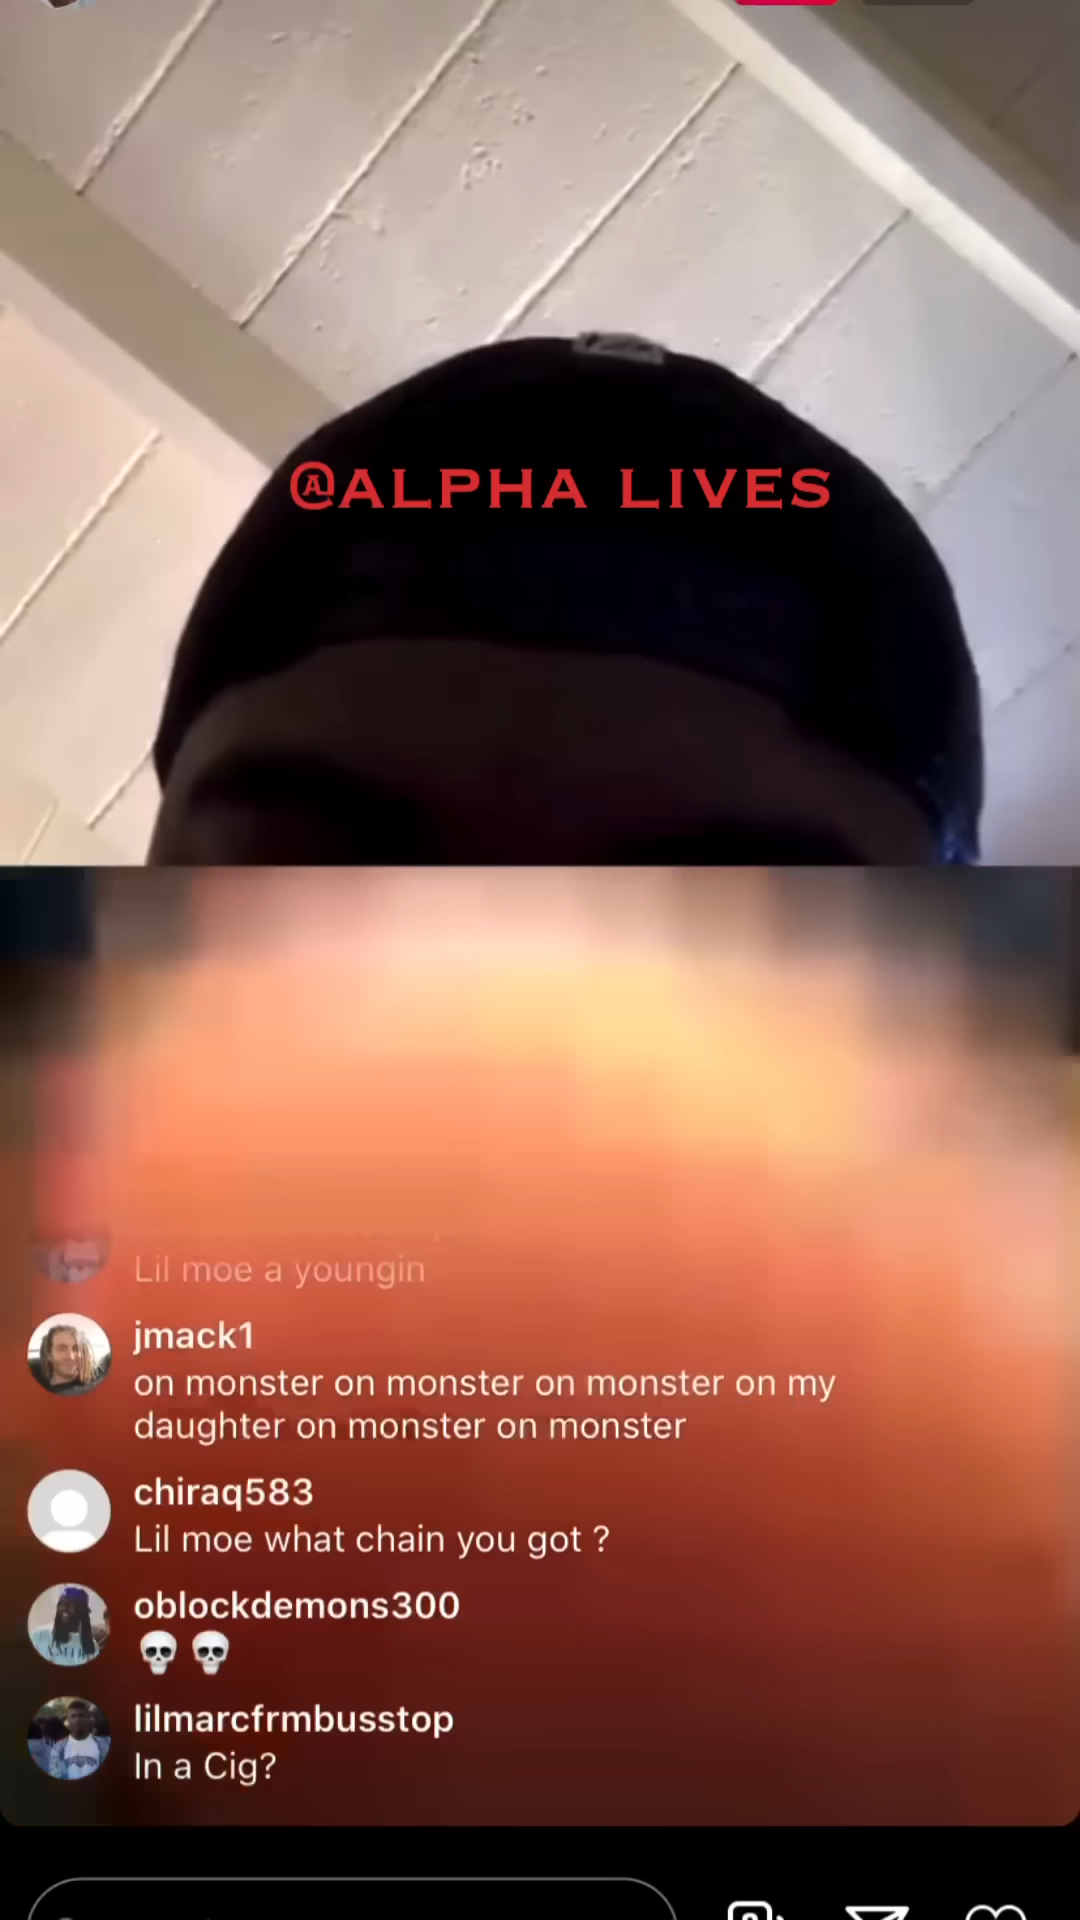 @ALPHA LIVES
Lil moe a youngin
jmack1
on monster on monster on monster on my
daughter on monster on monster
chiraq583
Lil moe what chain you got ?
oblockdemons300
💀 💀
lilmarcfrmbusstop
In a Cig?